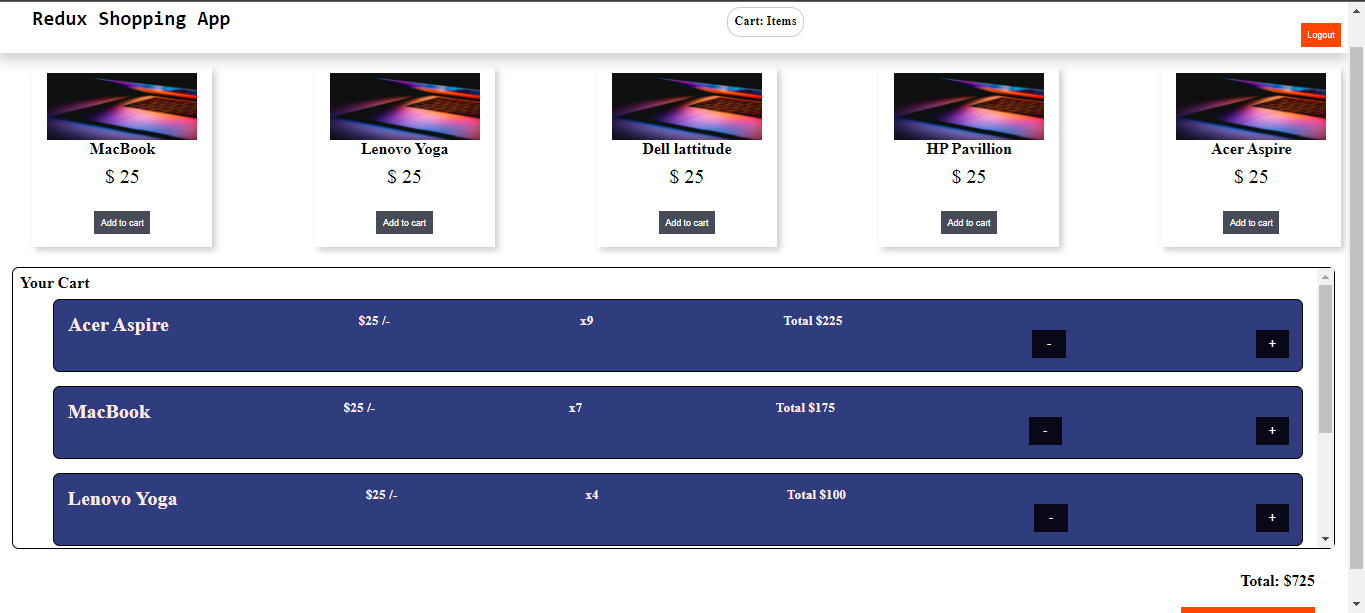 Redux Shopping App
Cart: Items
Logout
MacBook
$ 25
Add to cart
Lenovo Yoga
$ 25
Add to cart
Dell lattitude
$ 25
Add to cart
HP Pavillion
$ 25
Add to cart
Acer Aspire
$ 25
Add to cart
Your Cart
Acer Aspire $25 /- x9 Total $225 - +
MacBook $25 /- x7 Total $175 - +
Lenovo Yoga $25 /- x4 Total $100 - +
Total: $725